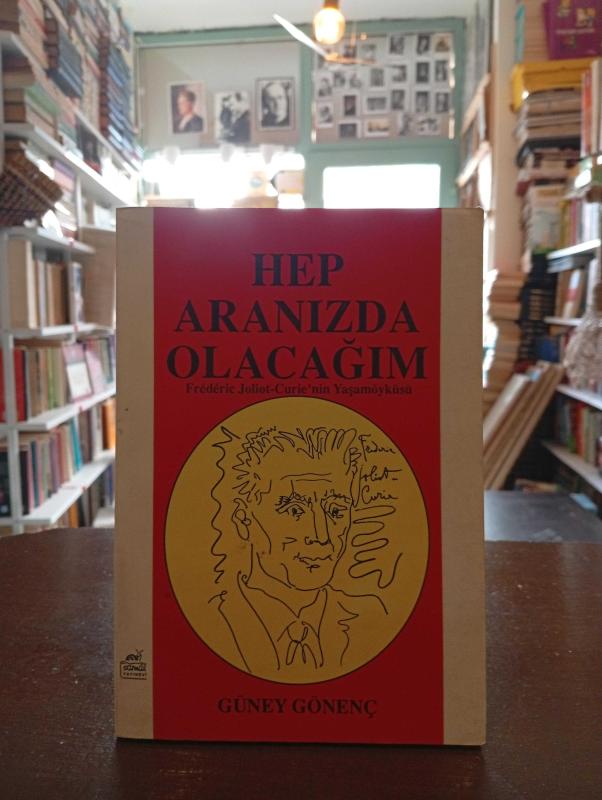 HEP
ARANIZDA
OLACAĞIM
Frédéric Joliot-Curie'nin Yaşamöyküsü
Frédéric
Joliot-
Curie
GÜNEY GÖNENÇ